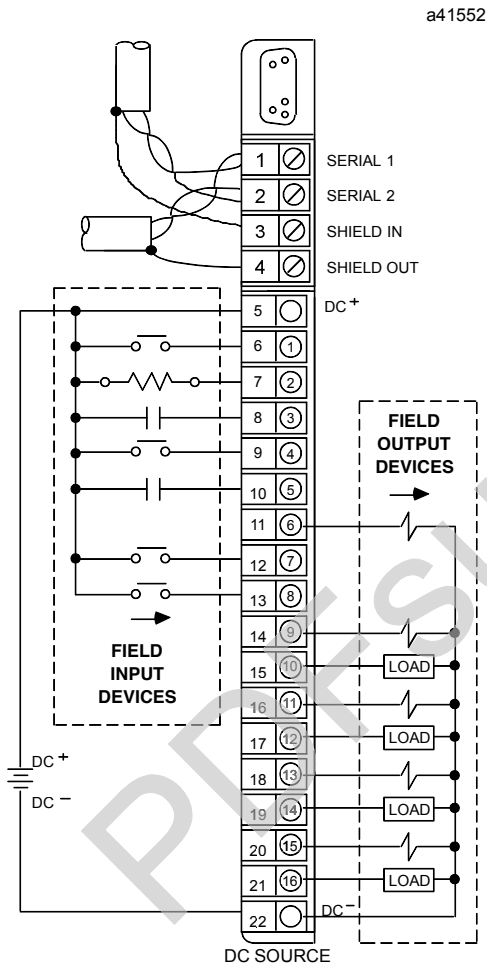 a41552
1 SERIAL 1
2 SERIAL 2
3 SHIELD IN
4 SHIELD OUT
5 DC+
6 1
7 2
8 3
9 4
10 5
11 6
12 7
13 8
14 9
15 10 LOAD
16 11
17 12 LOAD
18 13
19 14 LOAD
20 15
21 16 LOAD
22 DC−
DC SOURCE
FIELD
INPUT
DEVICES
FIELD
OUTPUT
DEVICES
DC +
DC −